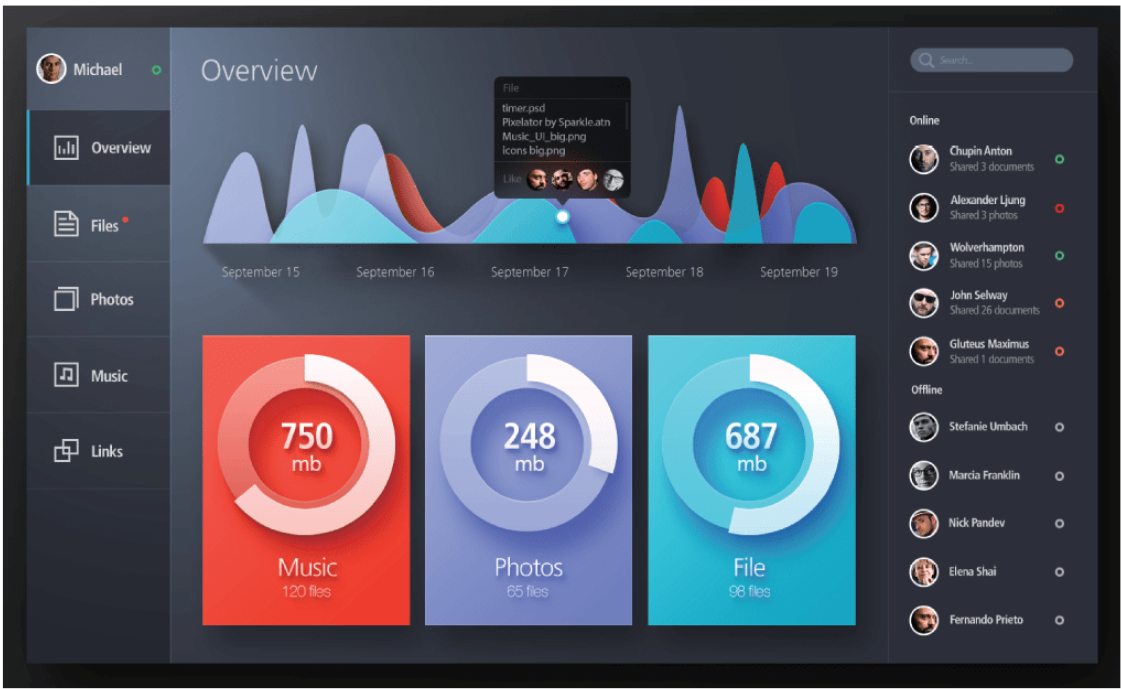 Michael
Overview
Files
Photos
Music
Links
Overview
File
timer.psd
Pixelator by Sparkle.atn
Music_UI_big.png
Icons big.png
Like
September 15
September 16
September 17
September 18
September 19
750
mb
Music
120 files
248
mb
Photos
65 files
687
mb
File
98 files
Search...
Online
Chupin Anton
Shared 3 documents
Alexander Ljung
Shared 3 photos
Wolverhampton
Shared 15 photos
John Selway
Shared 26 documents
Gluteus Maximus
Shared 1 documents
Offline
Stefanie Umbach
Marcia Franklin
Nick Pandev
Elena Shai
Fernando Prieto